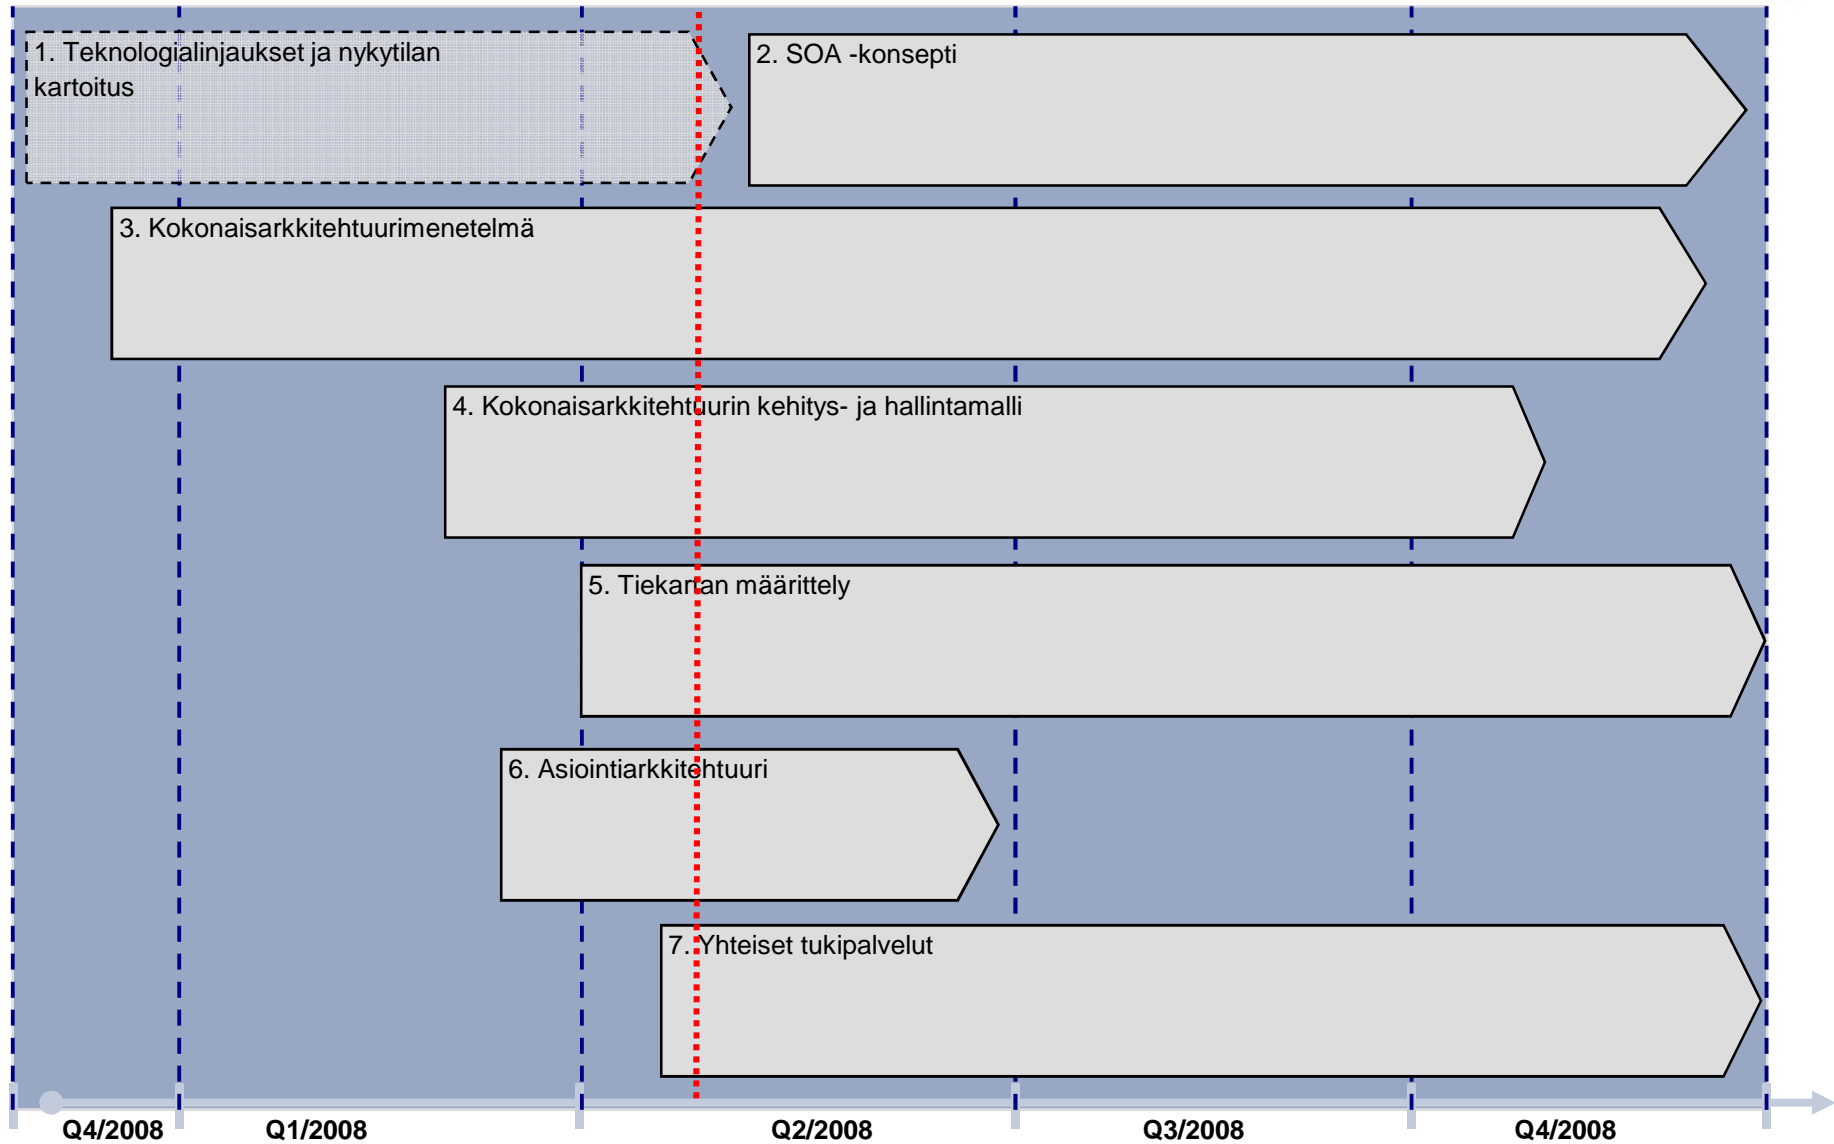 1. Teknologialinjaukset ja nykytilan
kartoitus
2. SOA -konsepti
3. Kokonaisarkkitehtuurimenetelmä
4. Kokonaisarkkitehtuurin kehitys- ja hallintamalli
5. Tiekartan määrittely
6. Asiointiarkkitehtuuri
7. Yhteiset tukipalvelut
Q4/2008
Q1/2008
Q2/2008
Q3/2008
Q4/2008